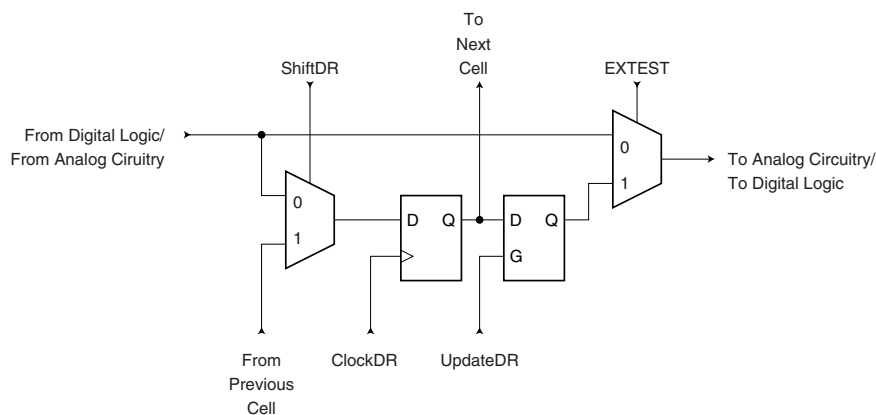 To
Next
Cell
ShiftDR
EXTEST
From Digital Logic/
From Analog Ciruitry
0
1
D Q
D Q
G
0
1
To Analog Circuitry/
To Digital Logic
From
Previous
Cell
ClockDR
UpdateDR